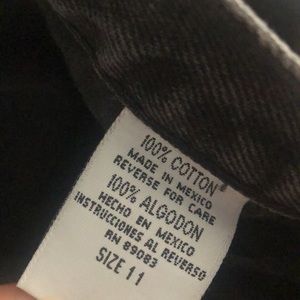 100% COTTON
MADE IN MEXICO
REVERSE FOR CARE
100% ALGODON
HECHO EN MEXICO
INSTRUCCIONES AL REVERSO
RN 89083
SIZE 11